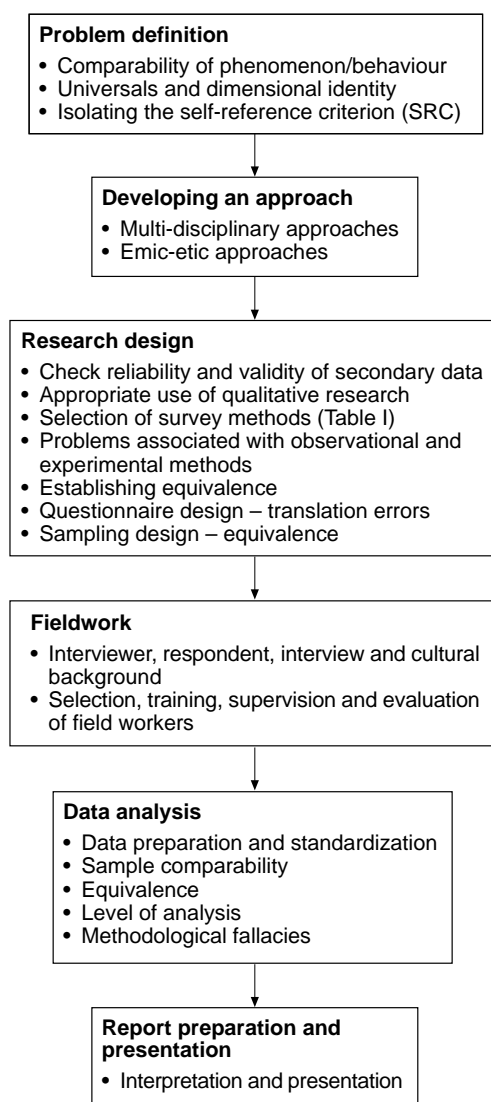 Problem definition
• Comparability of phenomenon/behaviour
• Universals and dimensional identity
• Isolating the self-reference criterion (SRC)
Developing an approach
• Multi-disciplinary approaches
• Emic-etic approaches
Research design
• Check reliability and validity of secondary data
• Appropriate use of qualitative research
• Selection of survey methods (Table I)
• Problems associated with observational and
experimental methods
• Establishing equivalence
• Questionnaire design – translation errors
• Sampling design – equivalence
Fieldwork
• Interviewer, respondent, interview and cultural
background
• Selection, training, supervision and evaluation
of field workers
Data analysis
• Data preparation and standardization
• Sample comparability
• Equivalence
• Level of analysis
• Methodological fallacies
Report preparation and
presentation
• Interpretation and presentation